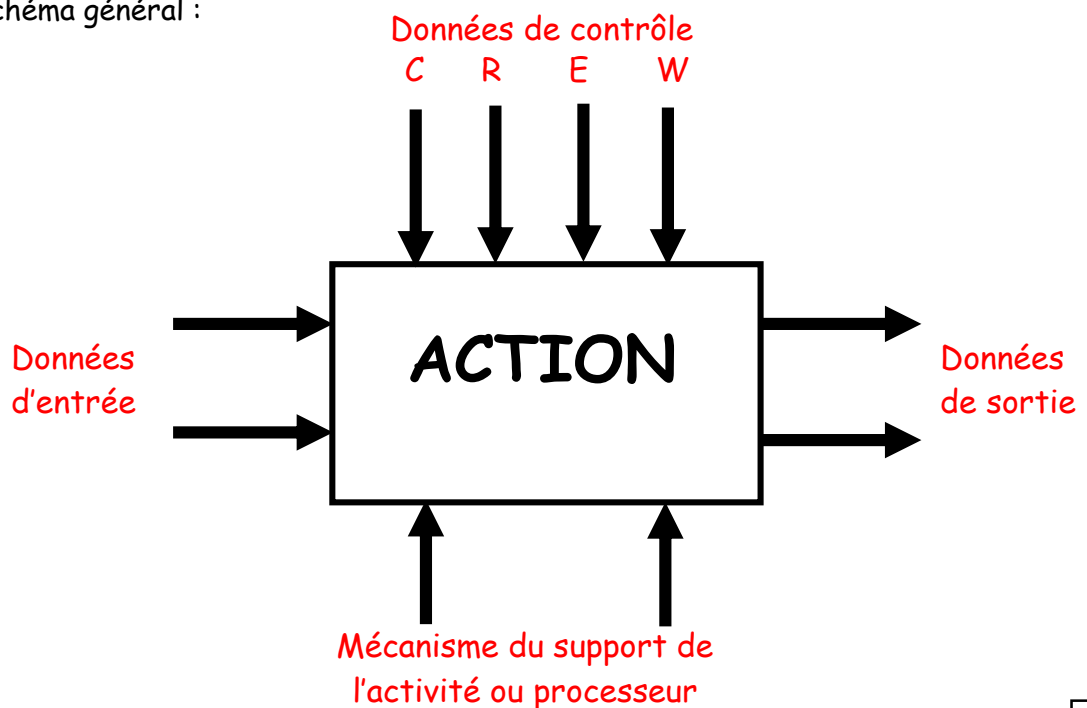 chéma général :
Données de contrôle
C R E W
ACTION
Données
d'entrée
Données
de sortie
Mécanisme du support de
l'activité ou processeur